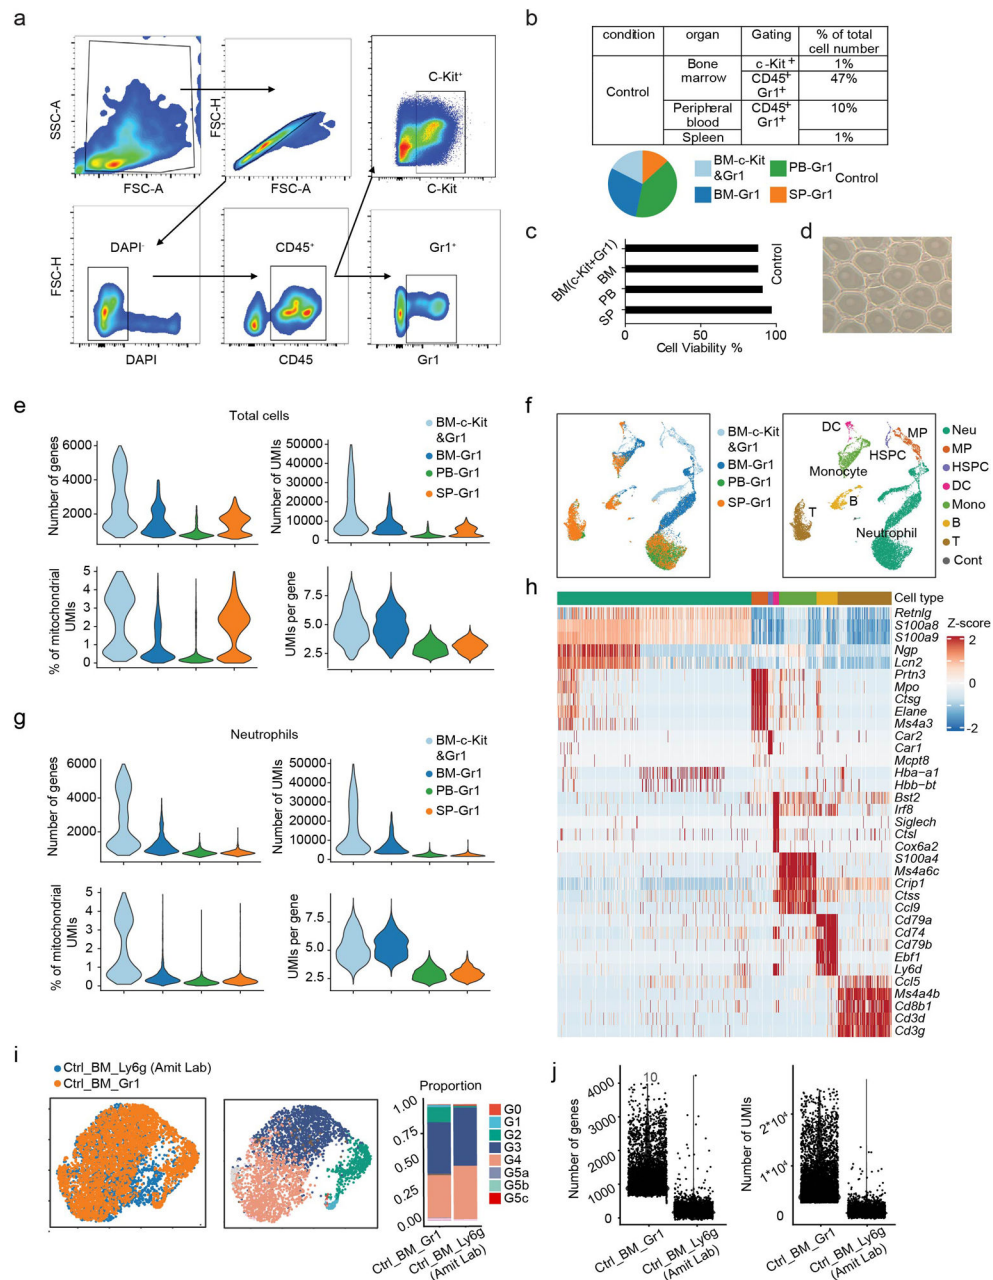 a
SSC-A
FSC-A
FSC-H
FSC-A
C-Kit⁺
C-Kit
FSC-H
DAPI⁻
DAPI
CD45⁺
CD45
Gr1⁺
Gr1
b
condition organ Gating % of total
cell number
Control
Bone
marrow
c-Kit⁺ 1%
CD45⁺
Gr1⁺
47%
Peripheral
blood
CD45⁺
Gr1⁺
10%
Spleen 1%
BM-c-Kit
&Gr1
PB-Gr1
BM-Gr1
SP-Gr1
Control
c
BM(c-Kit+Gr1)
BM
PB
SP
Control
0 50 100
Cell Viability %
d
e
Total cells
Number of genes
6000
4000
2000
Number of UMIs
50000
40000
30000
20000
10000
0
BM-c-Kit
&Gr1
BM-Gr1
PB-Gr1
SP-Gr1
% of mitochondrial
UMIs
5
4
3
2
1
0
UMIs per gene
7.5
5.0
2.5
f
BM-c-Kit
&Gr1
BM-Gr1
PB-Gr1
SP-Gr1
DC
MP
HSPC
Monocyte
T
B
Neutrophil
Neu
MP
HSPC
DC
Mono
B
T
Cont
g
Neutrophils
Number of genes
6000
4000
2000
Number of UMIs
50000
40000
30000
20000
10000
0
BM-c-Kit
&Gr1
BM-Gr1
PB-Gr1
SP-Gr1
% of mitochondrial
UMIs
5
4
3
2
1
0
UMIs per gene
7.5
5.0
2.5
h
Cell type
Retnlg
S100a8
S100a9
Ngp
Lcn2
Prtn3
Mpo
Ctsg
Elane
Ms4a3
Car2
Car1
Mcpt8
Hba−a1
Hbb−bt
Bst2
Irf8
Siglech
Ctsl
Cox6a2
S100a4
Ms4a6c
Crip1
Ctss
Ccl9
Cd79a
Cd74
Cd79b
Ebf1
Ly6d
Ccl5
Ms4a4b
Cd8b1
Cd3d
Cd3g
Z-score
2
0
-2
i
Ctrl_BM_Ly6g (Amit Lab)
Ctrl_BM_Gr1
Proportion
1.00
0.75
0.50
0.25
0.00
Ctrl_BM_Gr1
Ctrl_BM_Ly6g
(Amit Lab)
G0
G1
G2
G3
G4
G5a
G5b
G5c
j
Number of genes
4000
3000
2000
1000
0
10
Ctrl_BM_Gr1
Ctrl_BM_Ly6g
(Amit Lab)
Number of UMIs
2*10⁴
1*10⁴
0
Ctrl_BM_Gr1
Ctrl_BM_Ly6g
(Amit Lab)